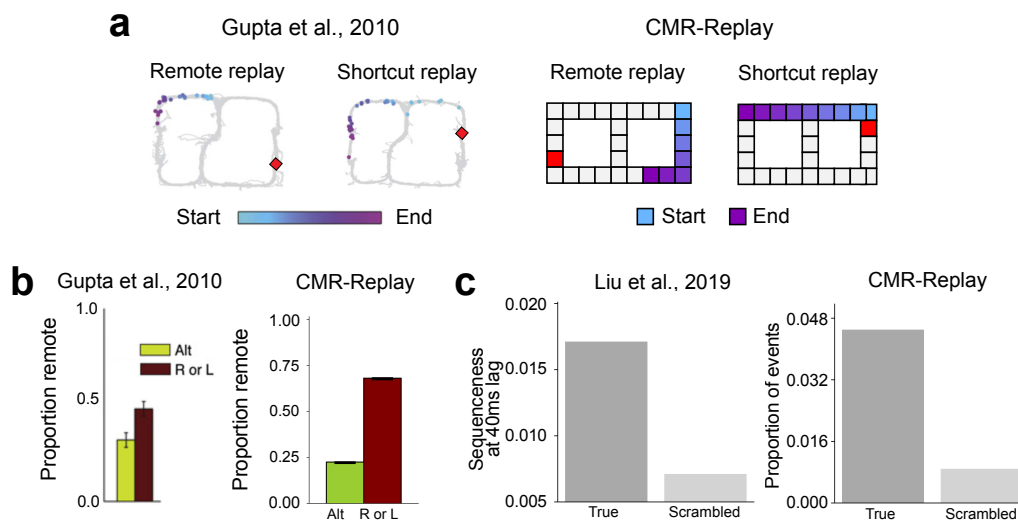 a
Gupta et al., 2010
CMR-Replay
Remote replay
Shortcut replay
Remote replay
Shortcut replay
Start
End
Start
End
b
Gupta et al., 2010
Proportion remote
1.0
0.5
0.0
Alt
R or L
CMR-Replay
Proportion remote
1.00
0.75
0.50
0.25
0.00
Alt
R or L
c
Liu et al., 2019
Sequenceness
at 40ms lag
0.020
0.015
0.010
0.005
True
Scrambled
CMR-Replay
Proportion of events
0.048
0.032
0.016
0.000
True
Scrambled